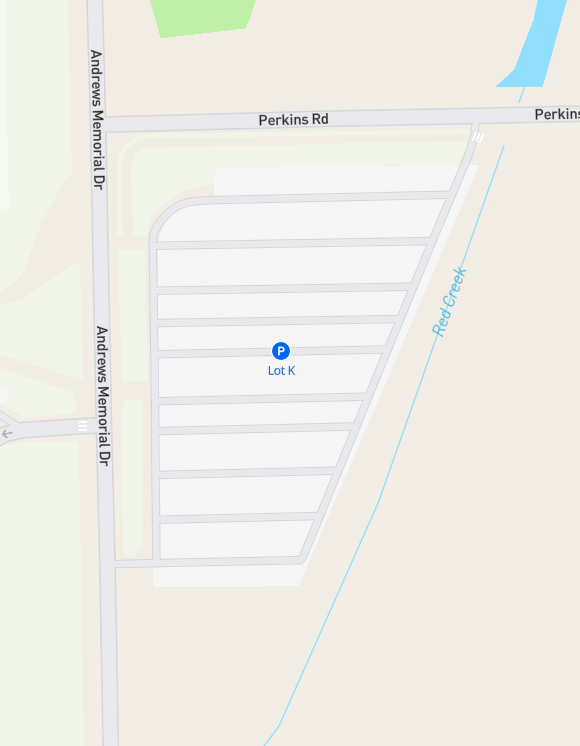 Andrews Memorial Dr
Perkins Rd
Perkins
Red Creek
P
Lot K
Andrews Memorial Dr